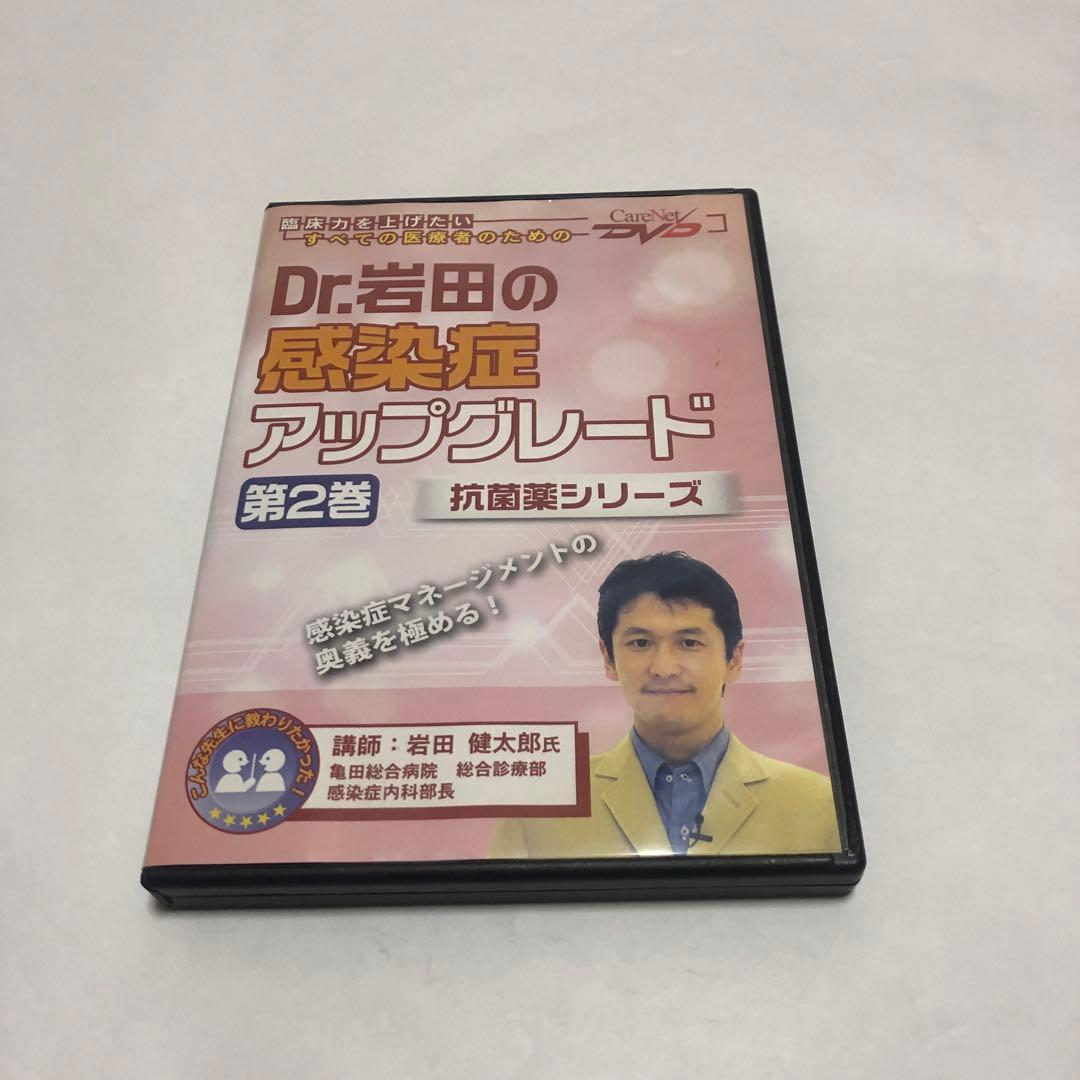 臨床力を上げたい
すべての医療者のための
CareNet
DVD
Dr.岩田の
感染症
アップグレード
第2巻
抗菌薬シリーズ
感染症マネージメントの
奥義を極める!
こんな先生に教わりたかった!
講師:岩田 健太郎氏
亀田総合病院 総合診療部
感染症内科部長